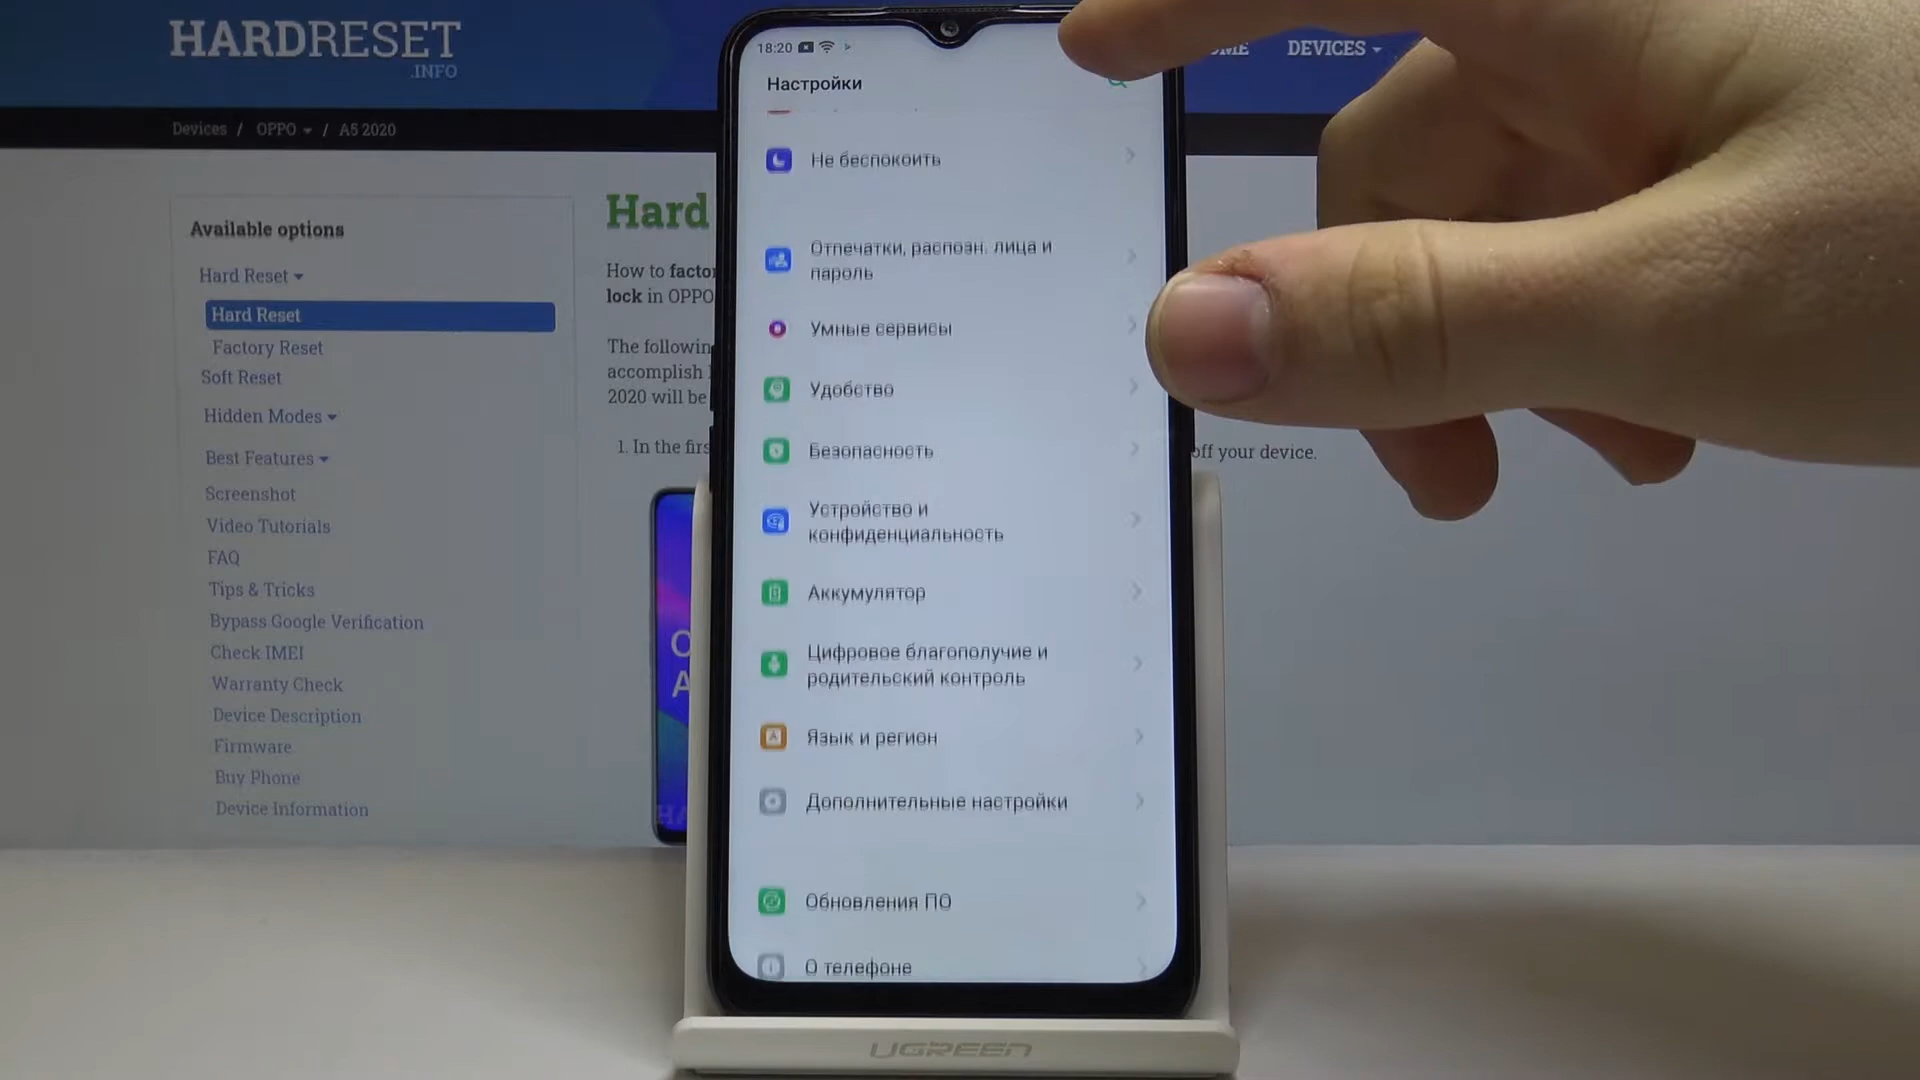 HARDRESET
.INFO
DEVICES
Devices / OPPO / A5 2020
Available options
Hard Reset
Hard Reset
Factory Reset
Soft Reset
Hidden Modes
Best Features
Screenshot
Video Tutorials
FAQ
Tips & Tricks
Bypass Google Verification
Check IMEI
Warranty Check
Device Description
Firmware
Buy Phone
Device Information
Hard
How to
lock in OPPO
The
accomplish
2020 will be
1. In the
off your device.
18:20
Настройки
Не беспокоить
Отпечатки, распозн. лица и
пароль
Умные сервисы
Удобство
Безопасность
Устройство и
конфиденциальность
Аккумулятор
Цифровое благополучие и
родительский контроль
Язык и регион
Дополнительные настройки
Обновления ПО
О телефоне
UGREEN